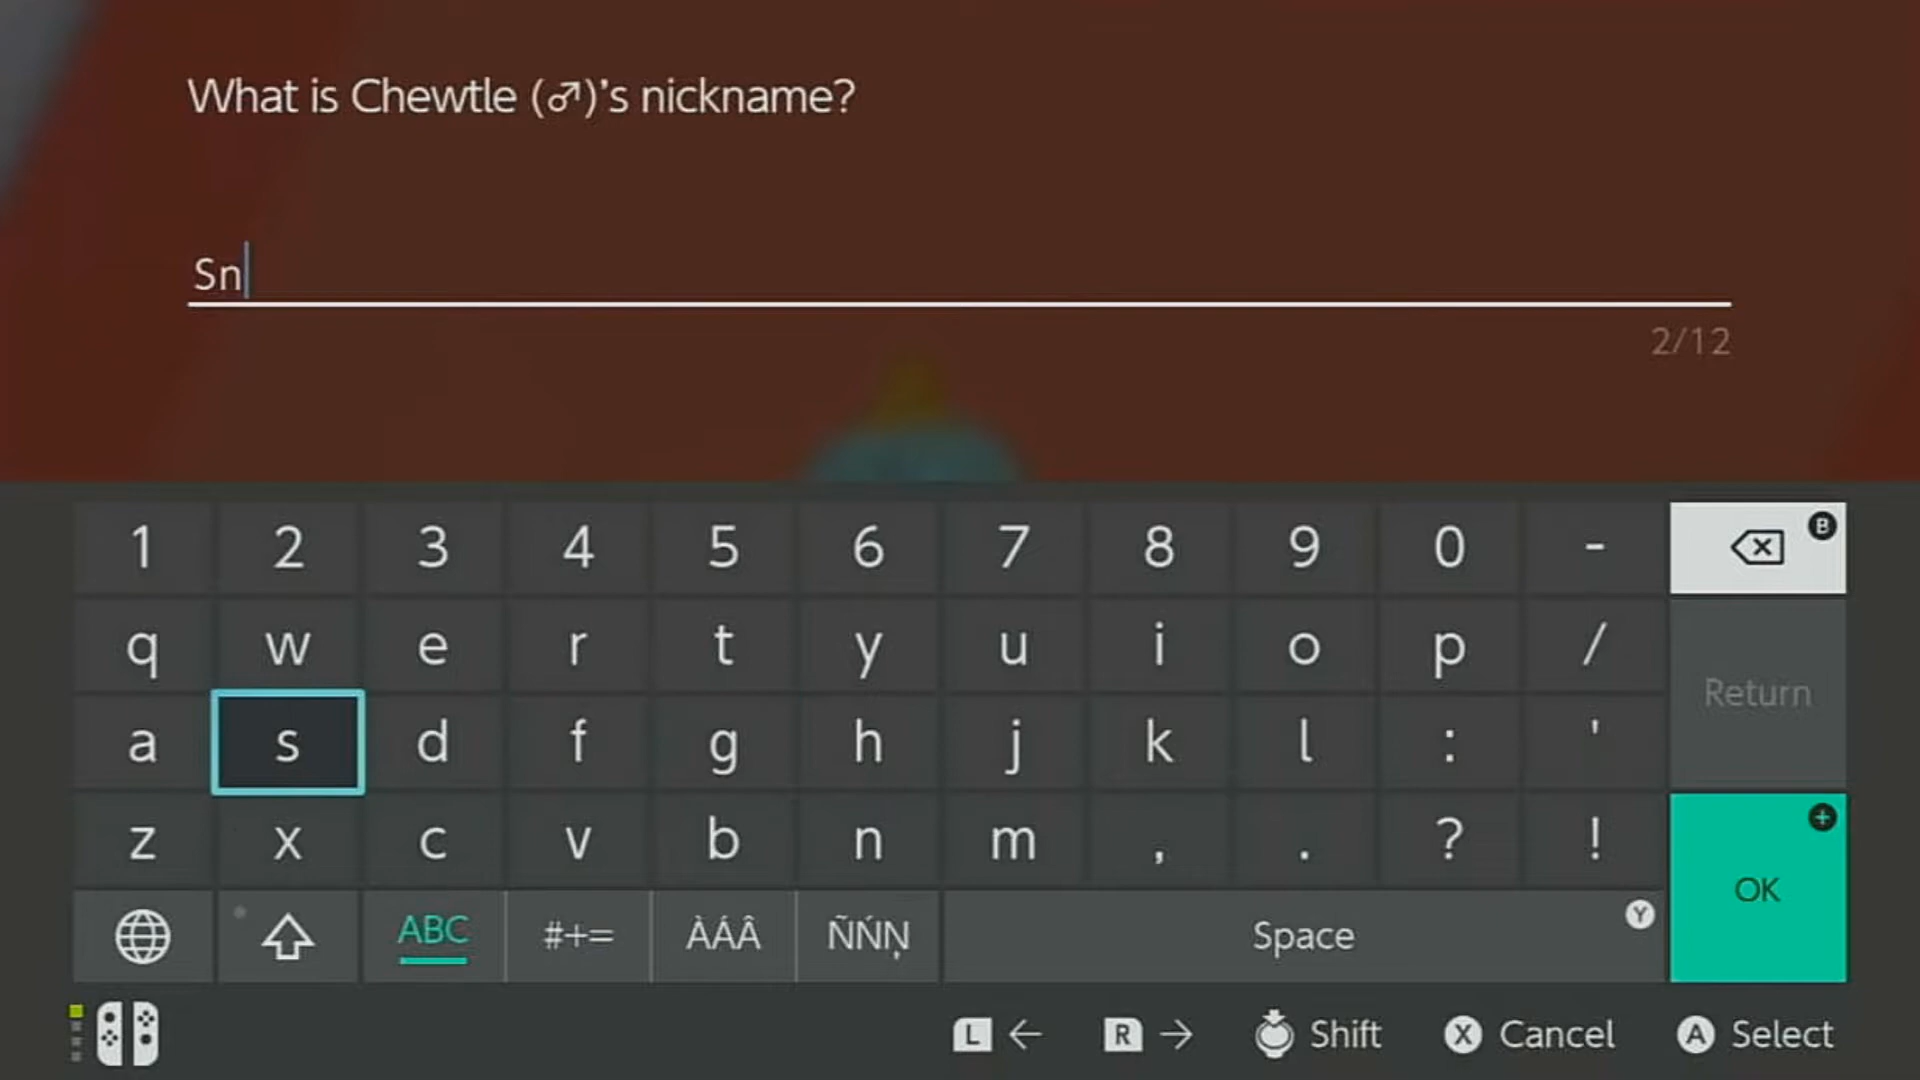 What is Chewtle (♂)'s nickname?
Sn
2/12
1 2 3 4 5 6 7 8 9 0 - B
q w e r t y u i o p /
Return
a s d f g h j k l : '
z x c v b n m , . ? ! +
OK
ABC #+= ÀÁÂ ÑŃŅ Space Y
L ← R → Shift X Cancel A Select